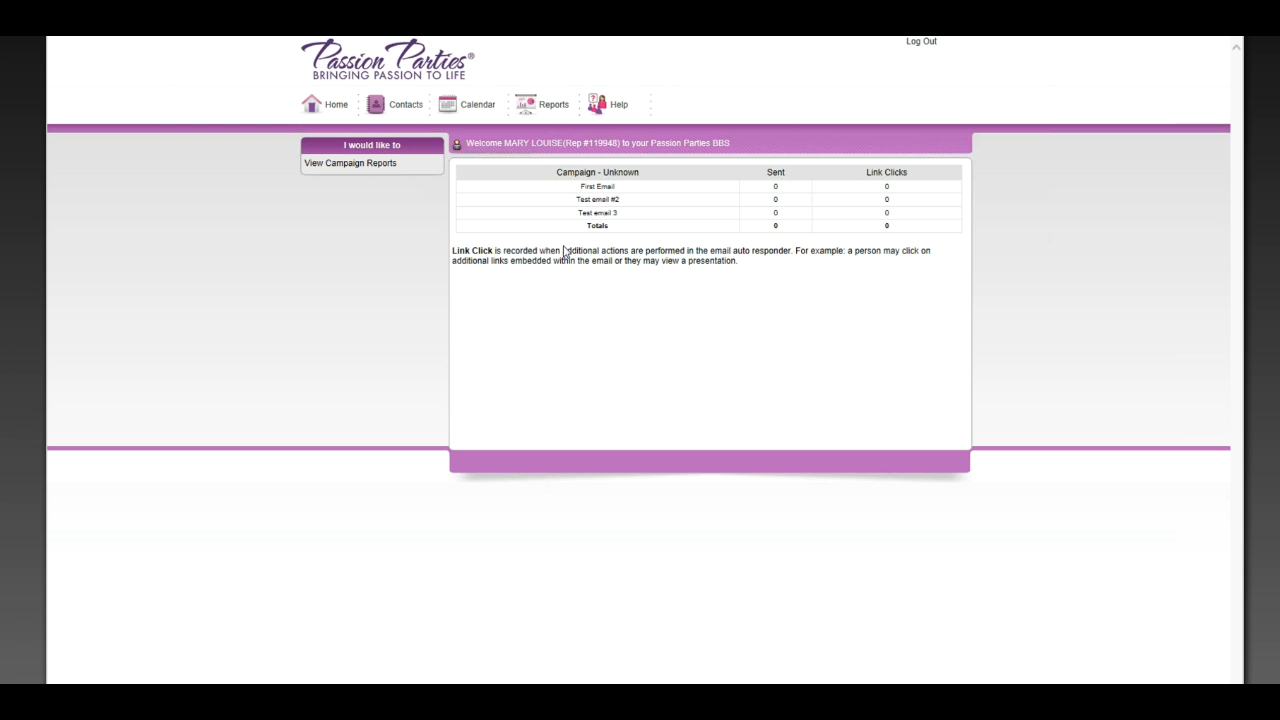 Log Out
Passion Parties®
BRINGING PASSION TO LIFE
Home Contacts Calendar Reports Help
I would like to
View Campaign Reports
Welcome MARY LOUISE(Rep #119948) to your Passion Parties BBS
Campaign - Unknown Sent Link Clicks
First Email 0 0
Test email #2 0 0
Test email 3 0 0
Totals 0 0
Link Click is recorded when additional actions are performed in the email auto responder. For example: a person may click on
additional links embedded within the email or they may view a presentation.